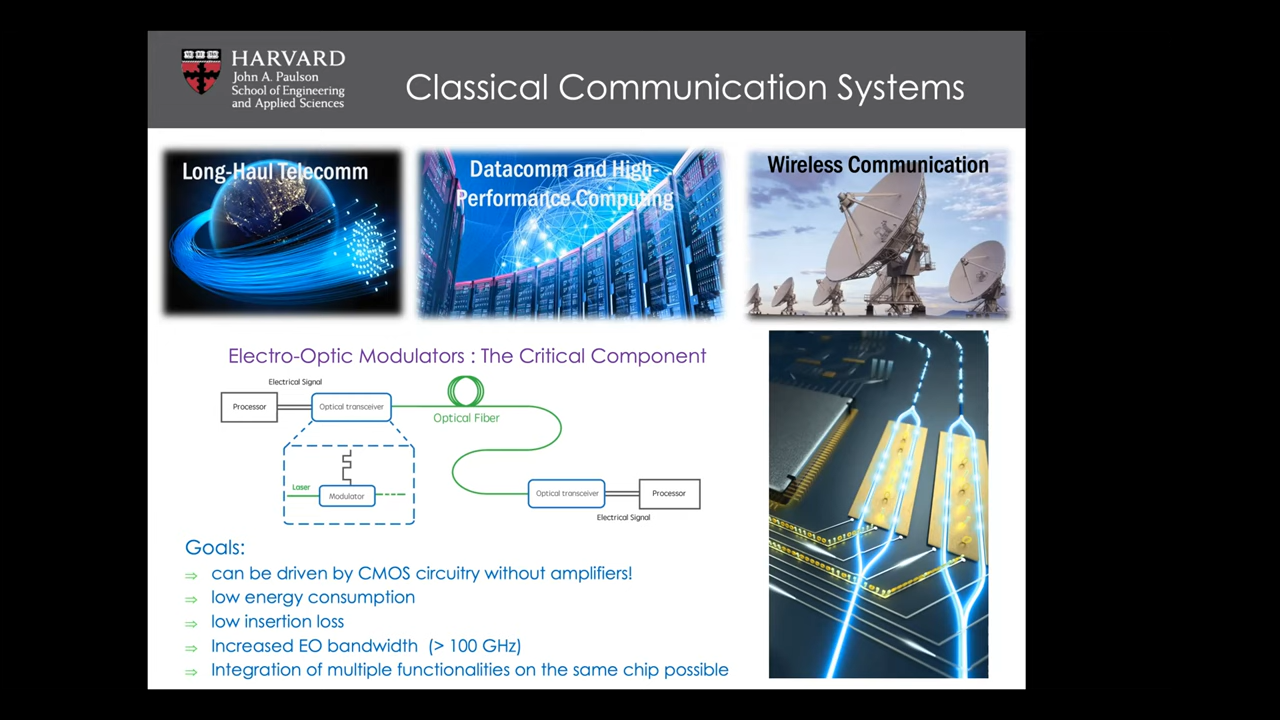 HARVARD
John A. Paulson
School of Engineering
and Applied Sciences
Classical Communication Systems
Long-Haul Telecomm
Datacomm and High-
Performance Computing
Wireless Communication
Electro-Optic Modulators : The Critical Component
Electrical Signal
Processor
Optical transceiver
Optical Fiber
Laser
Modulator
Optical transceiver
Processor
Electrical Signal
Goals:
⇒ can be driven by CMOS circuitry without amplifiers!
⇒ low energy consumption
⇒ low insertion loss
⇒ Increased EO bandwidth (> 100 GHz)
⇒ Integration of multiple functionalities on the same chip possible